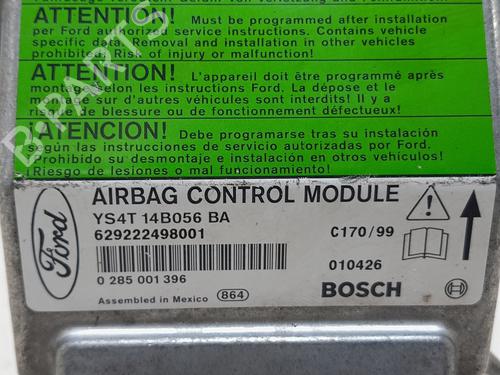 ATTENTION! Must be programmed after installation
per Ford authorized service instructions. Contains vehicle
specific data. Removal and installation in other vehicles
prohibited! Risk of injury or malfunction!
ATTENTION! L'appareil doit être programmé après
montage selon les instructions Ford. La dépose et le
montage sur d'autres véhicules sont interdits! Il y a
risque de blessure ou de fonctionnement défectueux!
¡ATENCION! Debe programarse tras su instalación
según las instrucciones de servicio autorizadas por Ford.
¡Prohibido su desmontaje e instalación en otros vehículos!
¡Riesgo de lesiones o mal funcionamiento!
Ford
AIRBAG CONTROL MODULE
YS4T 14B056 BA
629222498001
C170/99
0 285 001 396
010426
Assembled in Mexico 864
BOSCH
BPARTS